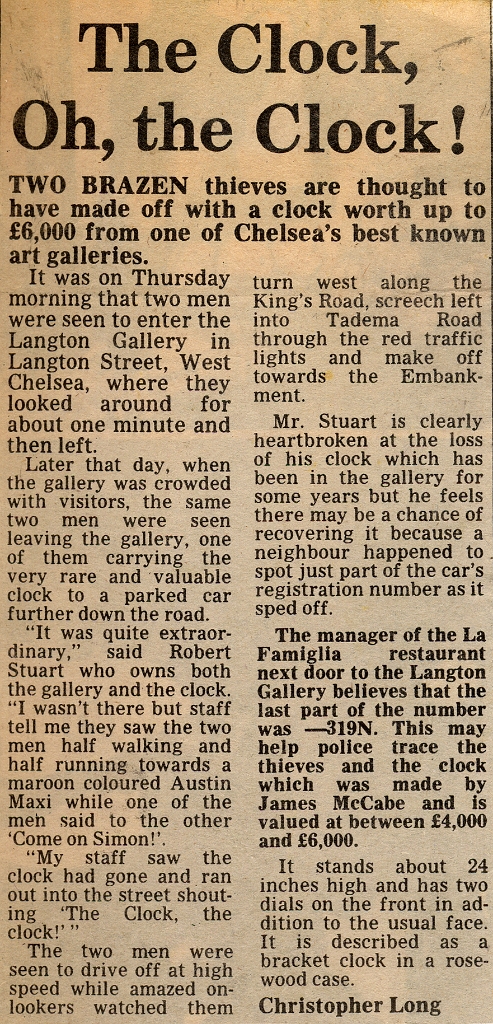 The Clock,
Oh, the Clock!
TWO BRAZEN thieves are thought to
have made off with a clock worth up to
£6,000 from one of Chelsea's best known
art galleries.
It was on Thursday
morning that two men
were seen to enter the
Langton Gallery in
Langton Street, West
Chelsea, where they
looked around for
about one minute and
then left.
Later that day, when
the gallery was crowded
with visitors, the same
two men were seen
leaving the gallery, one
of them carrying the
very rare and valuable
clock to a parked car
further down the road.
"It was quite extraor-
dinary," said Robert
Stuart who owns both
the gallery and the clock.
"I wasn't there but staff
tell me they saw the two
men half walking and
half running towards a
maroon coloured Austin
Maxi while one of the
men said to the other
'Come on Simon!'.
"My staff saw the
clock had gone and ran
out into the street shout-
ing 'The Clock, the
clock!' "
The two men were
seen to drive off at high
speed while amazed on-
lookers watched them
turn west along the
King's Road, screech left
into Tadema Road
through the red traffic
lights and make off
towards the Embank-
ment.
Mr. Stuart is clearly
heartbroken at the loss
of his clock which has
been in the gallery for
some years but he feels
there may be a chance of
recovering it because a
neighbour happened to
spot just part of the car's
registration number as it
sped off.
The manager of the La
Famiglia restaurant
next door to the Langton
Gallery believes that the
last part of the number
was —319N. This may
help police trace the
thieves and the clock
which was made by
James McCabe and is
valued at between £4,000
and £6,000.
It stands about 24
inches high and has two
dials on the front in ad-
dition to the usual face.
It is described as a
bracket clock in a rose-
wood case.
Christopher Long